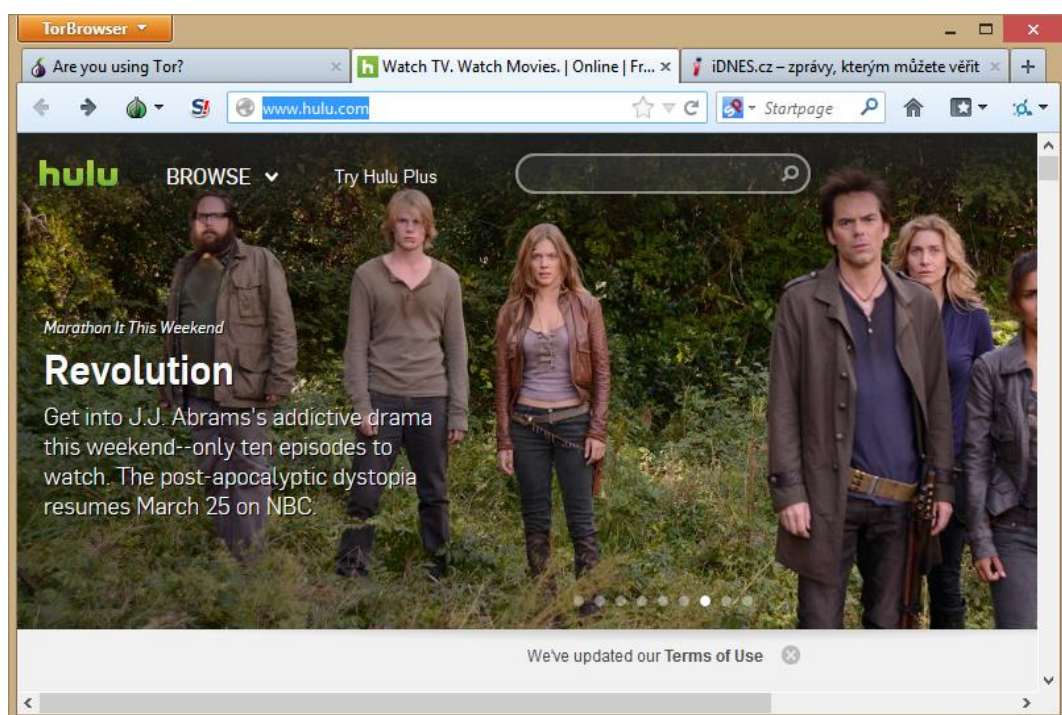 TorBrowser
Are you using Tor?
Watch TV. Watch Movies. | Online | Fr...
iDNES.cz – zprávy, kterým můžete věřit
S!
www.hulu.com
Startpage
hulu
BROWSE
Try Hulu Plus
Marathon It This Weekend
Revolution
Get into J.J. Abrams's addictive drama
this weekend--only ten episodes to
watch. The post-apocalyptic dystopia
resumes March 25 on NBC.
We've updated our Terms of Use